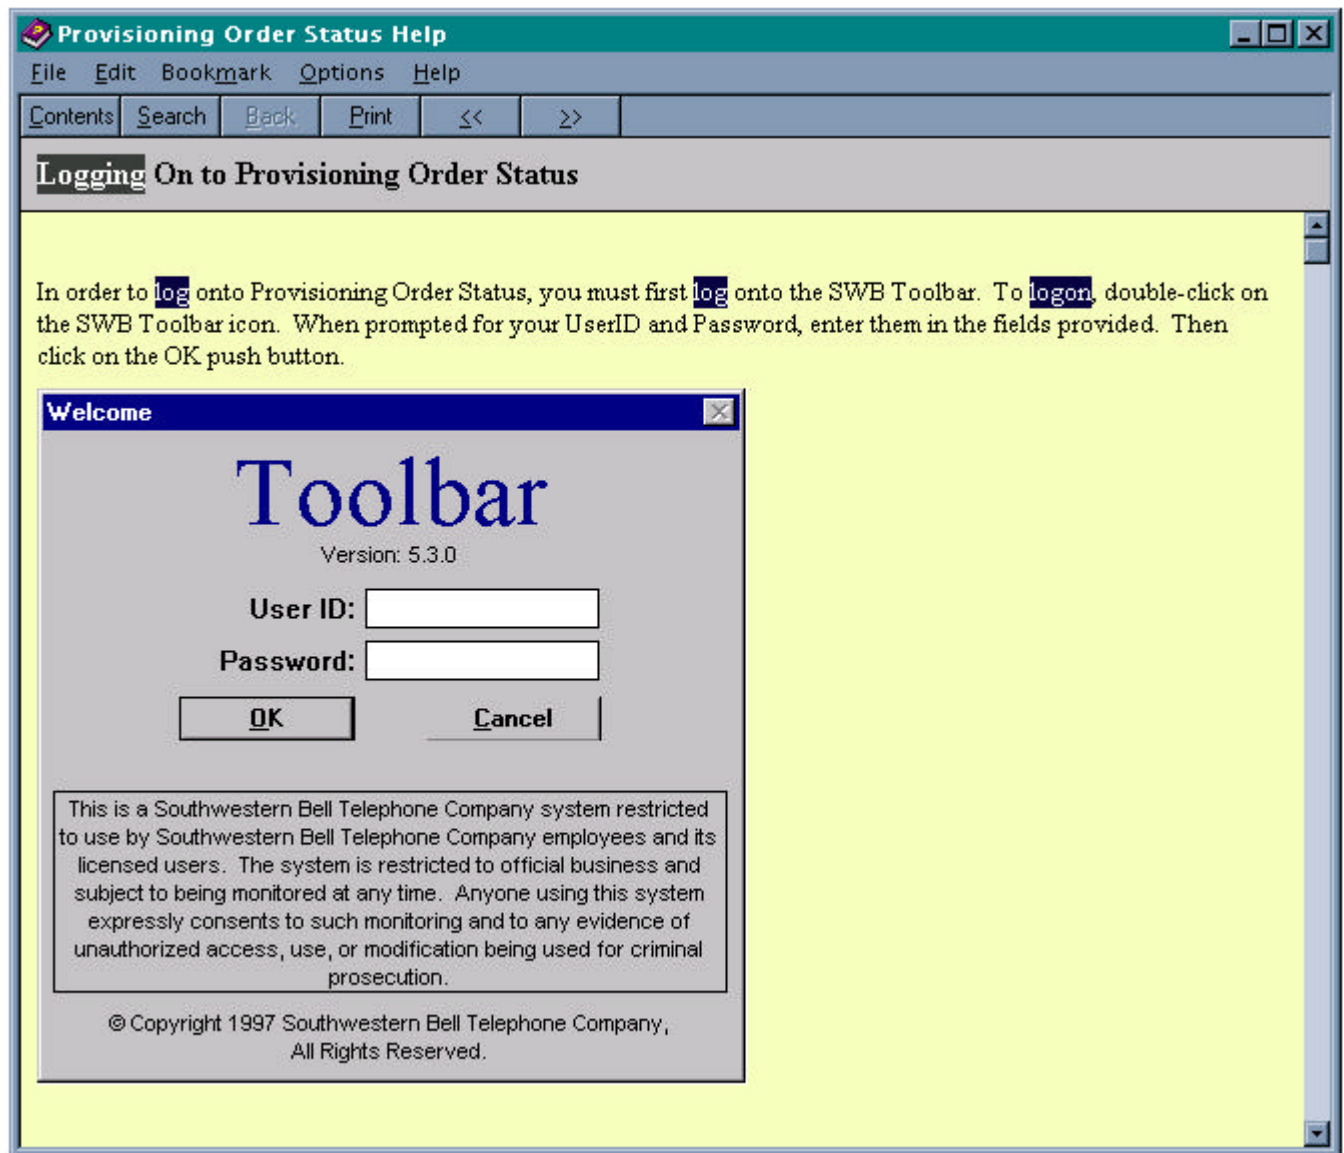 Provisioning Order Status Help
File Edit Bookmark Options Help
Contents Search Back Print << >>
Logging On to Provisioning Order Status
In order to log onto Provisioning Order Status, you must first log onto the SWB Toolbar. To logon, double-click on
the SWB Toolbar icon. When prompted for your UserID and Password, enter them in the fields provided. Then
click on the OK push button.
Welcome
Toolbar
Version: 5.3.0
User ID:
Password:
OK Cancel
This is a Southwestern Bell Telephone Company system restricted
to use by Southwestern Bell Telephone Company employees and its
licensed users. The system is restricted to official business and
subject to being monitored at any time. Anyone using this system
expressly consents to such monitoring and to any evidence of
unauthorized access, use, or modification being used for criminal
prosecution.
© Copyright 1997 Southwestern Bell Telephone Company,
All Rights Reserved.